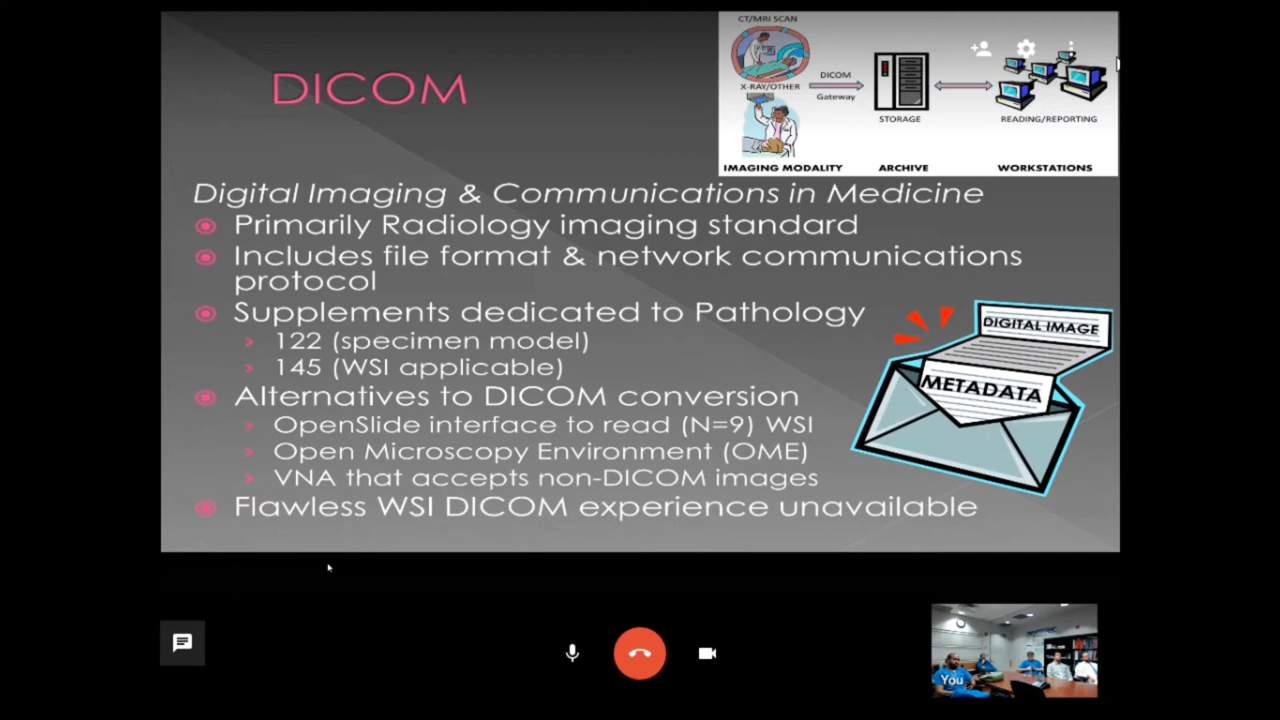 DICOM
CT/MRI SCAN
X-RAY/OTHER
DICOM
Gateway
STORAGE
READING/REPORTING
IMAGING MODALITY
ARCHIVE
WORKSTATIONS
Digital Imaging & Communications in Medicine
Primarily Radiology imaging standard
Includes file format & network communications
protocol
Supplements dedicated to Pathology
122 (specimen model)
145 (WSI applicable)
Alternatives to DICOM conversion
OpenSlide interface to read (N=9) WSI
Open Microscopy Environment (OME)
VNA that accepts non-DICOM images
Flawless WSI DICOM experience unavailable
DIGITAL IMAGE
METADATA
You